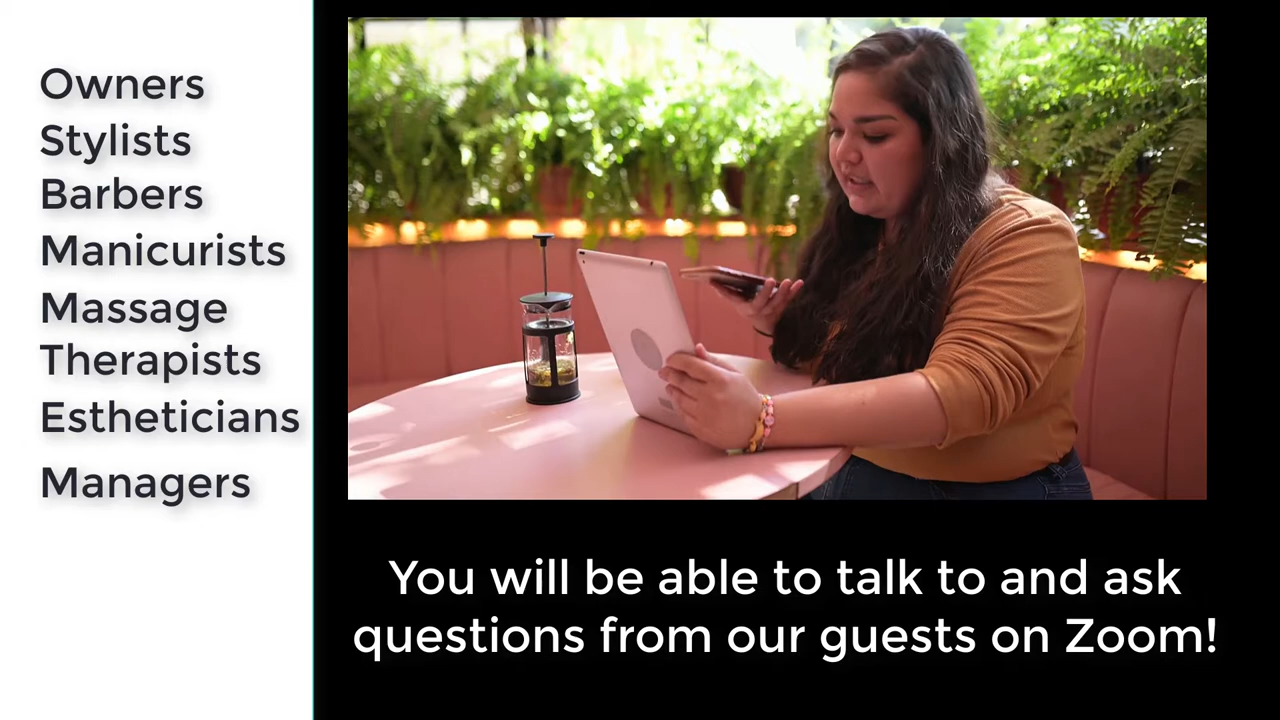 Owners
Stylists
Barbers
Manicurists
Massage
Therapists
Estheticians
Managers
You will be able to talk to and ask
questions from our guests on Zoom!